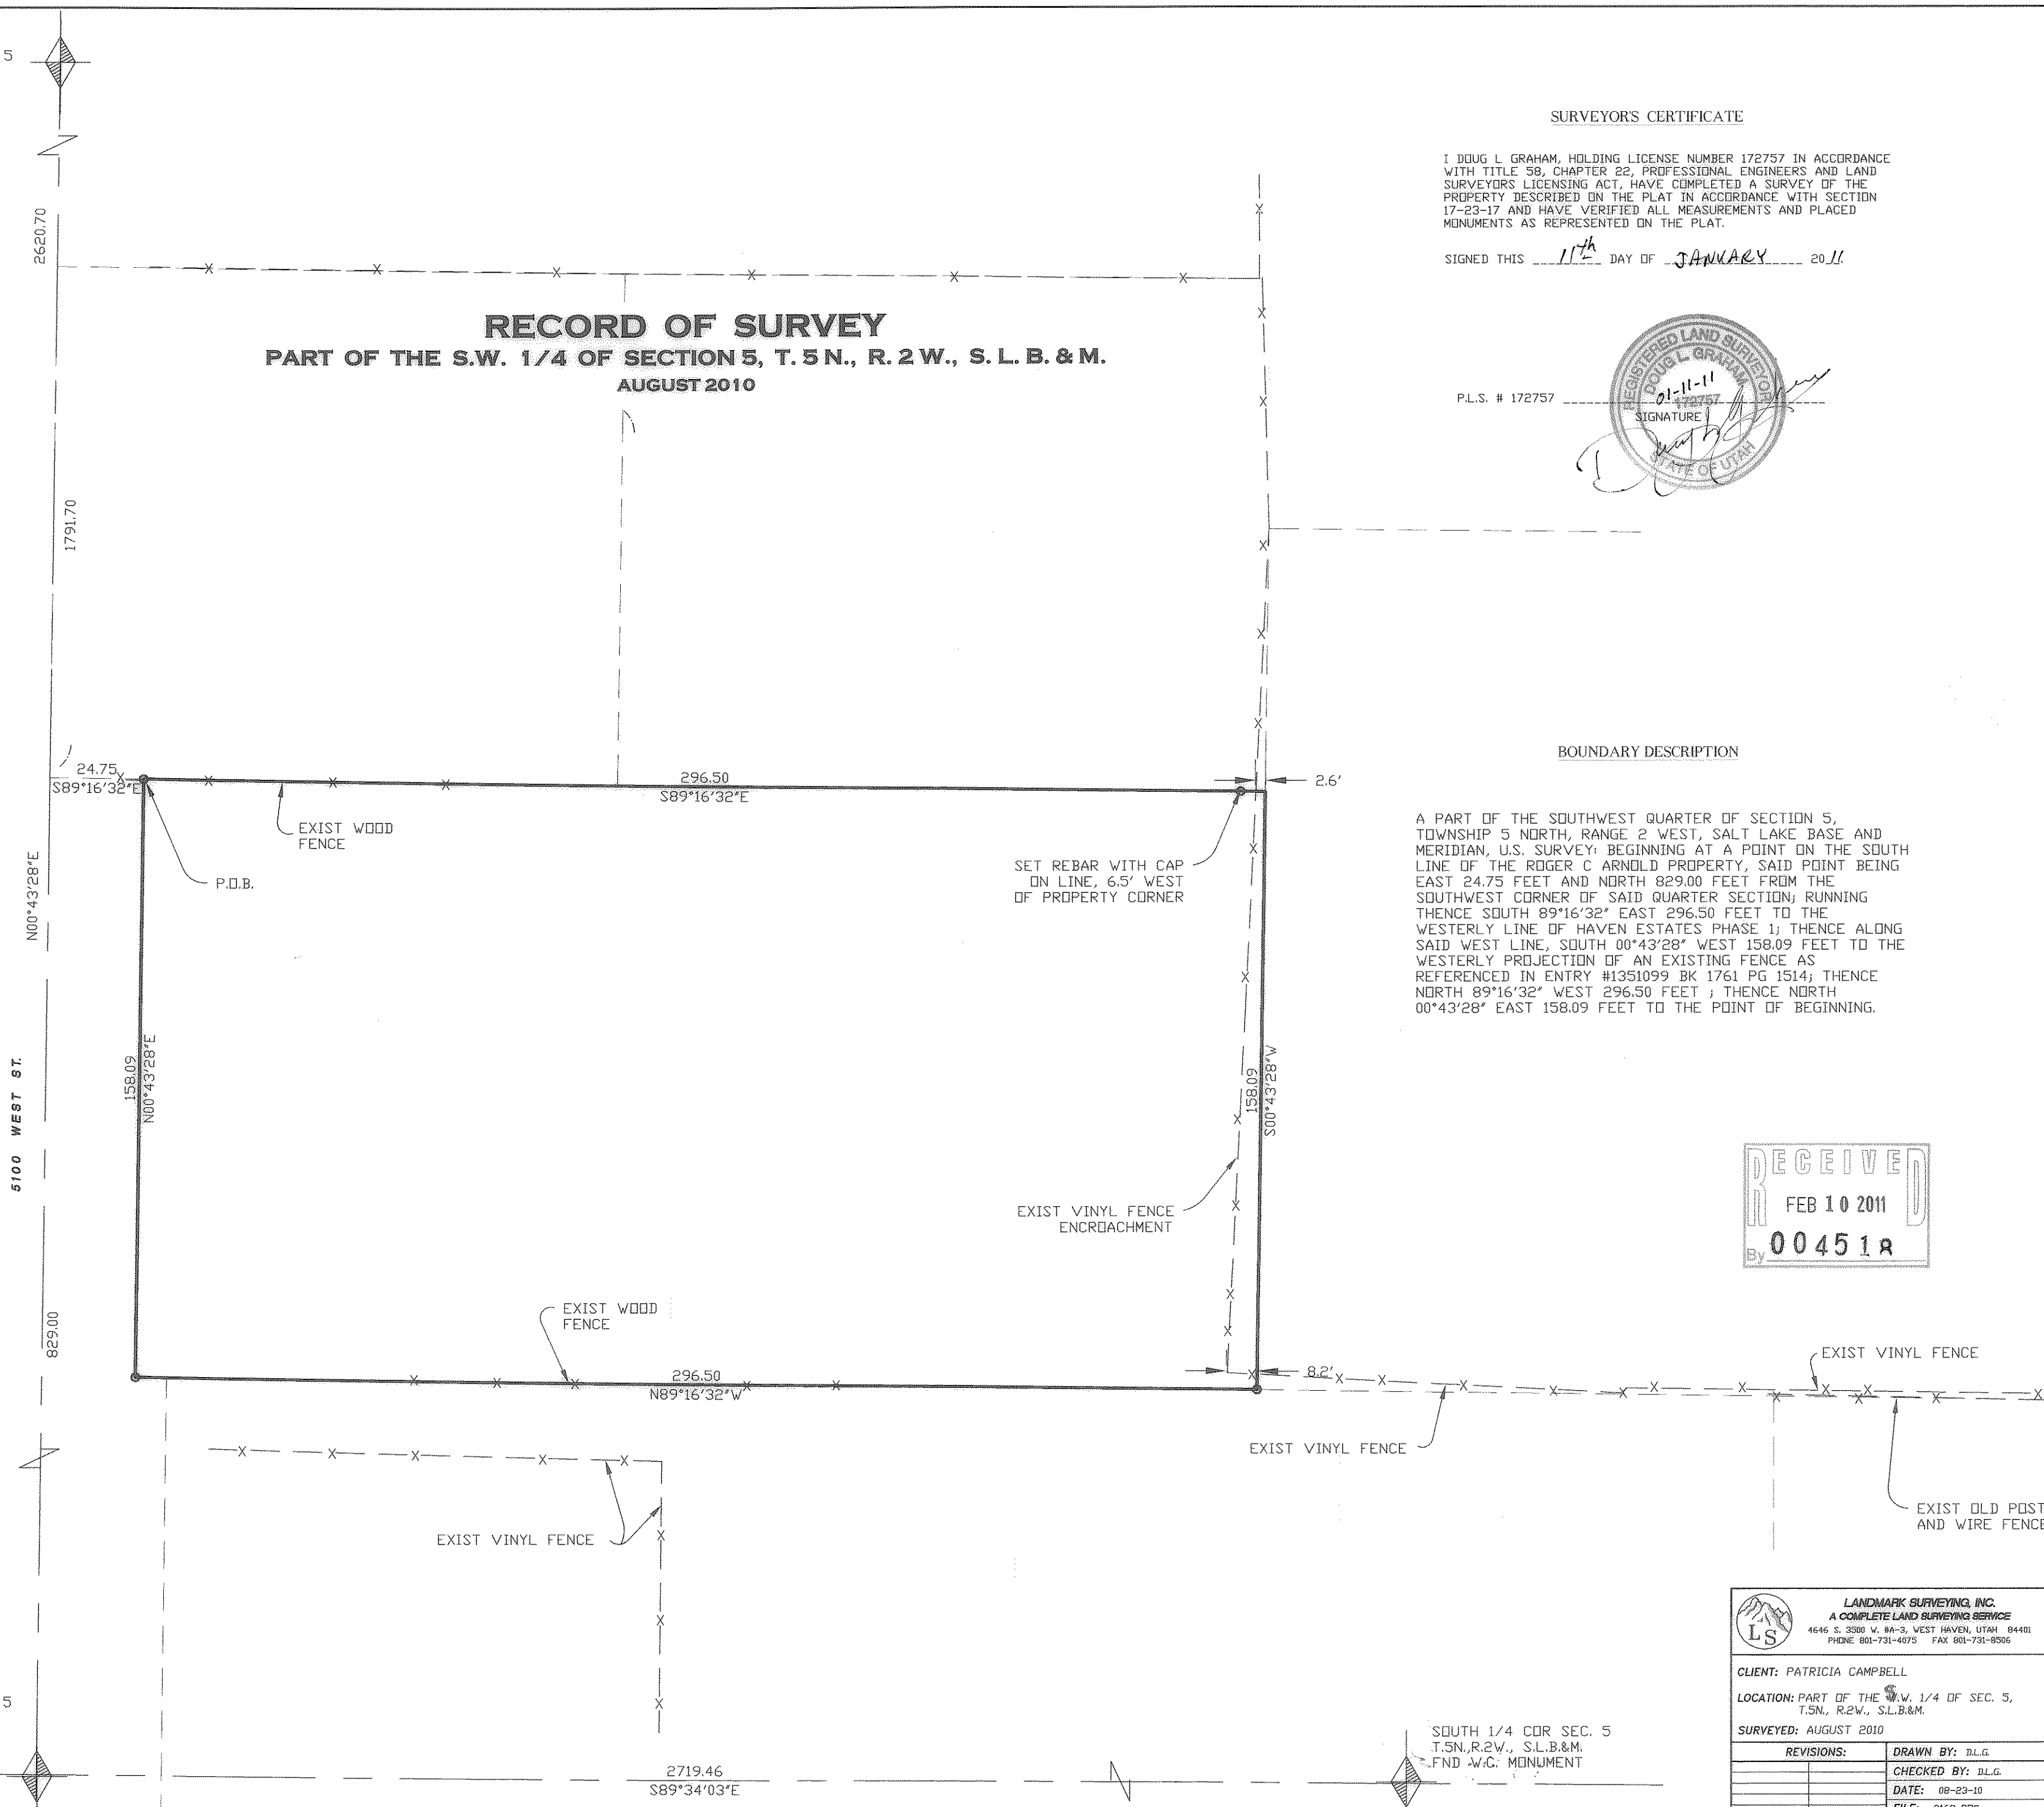 5
SURVEYOR'S CERTIFICATE
I DOUG L GRAHAM, HOLDING LICENSE NUMBER 172757 IN ACCORDANCE
WITH TITLE 58, CHAPTER 22, PROFESSIONAL ENGINEERS AND LAND
SURVEYORS LICENSING ACT, HAVE COMPLETED A SURVEY OF THE
PROPERTY DESCRIBED ON THE PLAT IN ACCORDANCE WITH SECTION
17-23-17 AND HAVE VERIFIED ALL MEASUREMENTS AND PLACED
MONUMENTS AS REPRESENTED ON THE PLAT.
SIGNED THIS 11th DAY OF JANUARY 2011.
2620.70
RECORD OF SURVEY
PART OF THE S.W. 1/4 OF SECTION 5, T. 5 N., R. 2 W., S. L. B. & M.
AUGUST 2010
REGISTERED LAND SURVEYOR
DOUG L. GRAHAM
01-11-11
172757
P.L.S. # 172757
SIGNATURE
STATE OF UTAH
1791.70
BOUNDARY DESCRIPTION
24.75
S89°16'32"E
296.50
S89°16'32"E
2.6'
EXIST WOOD
FENCE
P.O.B.
SET REBAR WITH CAP
ON LINE, 6.5' WEST
OF PROPERTY CORNER
A PART OF THE SOUTHWEST QUARTER OF SECTION 5,
TOWNSHIP 5 NORTH, RANGE 2 WEST, SALT LAKE BASE AND
MERIDIAN, U.S. SURVEY: BEGINNING AT A POINT ON THE SOUTH
LINE OF THE ROGER C ARNOLD PROPERTY, SAID POINT BEING
EAST 24.75 FEET AND NORTH 829.00 FEET FROM THE
SOUTHWEST CORNER OF SAID QUARTER SECTION; RUNNING
THENCE SOUTH 89°16'32" EAST 296.50 FEET TO THE
WESTERLY LINE OF HAVEN ESTATES PHASE 1; THENCE ALONG
SAID WEST LINE, SOUTH 00°43'28" WEST 158.09 FEET TO THE
WESTERLY PROJECTION OF AN EXISTING FENCE AS
REFERENCED IN ENTRY #1351099 BK 1761 PG 1514; THENCE
NORTH 89°16'32" WEST 296.50 FEET ; THENCE NORTH
00°43'28" EAST 158.09 FEET TO THE POINT OF BEGINNING.
N00°43'28"E
5100 WEST ST.
158.09
N00°43'28"E
158.09
S00°43'28"W
EXIST VINYL FENCE
ENCROACHMENT
RECEIVED
FEB 10 2011
By 004518
829.00
EXIST WOOD
FENCE
296.50
N89°16'32"W
8.2'
EXIST VINYL FENCE
EXIST VINYL FENCE
EXIST VINYL FENCE
EXIST OLD POST
AND WIRE FENCE
LS
LANDMARK SURVEYING, INC.
A COMPLETE LAND SURVEYING SERVICE
4646 S. 3500 W. #A-3, WEST HAVEN, UTAH 84401
PHONE 801-731-4075 FAX 801-731-8506
CLIENT: PATRICIA CAMPBELL
LOCATION: PART OF THE S.W. 1/4 OF SEC. 5,
T.5N., R.2W., S.L.B.&M.
SURVEYED: AUGUST 2010
REVISIONS:
DRAWN BY: D.L.G.
CHECKED BY: D.L.G.
DATE: 08-23-10
5
SOUTH 1/4 COR SEC. 5
T.5N.,R.2W., S.L.B.&M.
FND W.C. MONUMENT
2719.46
S89°34'03"E